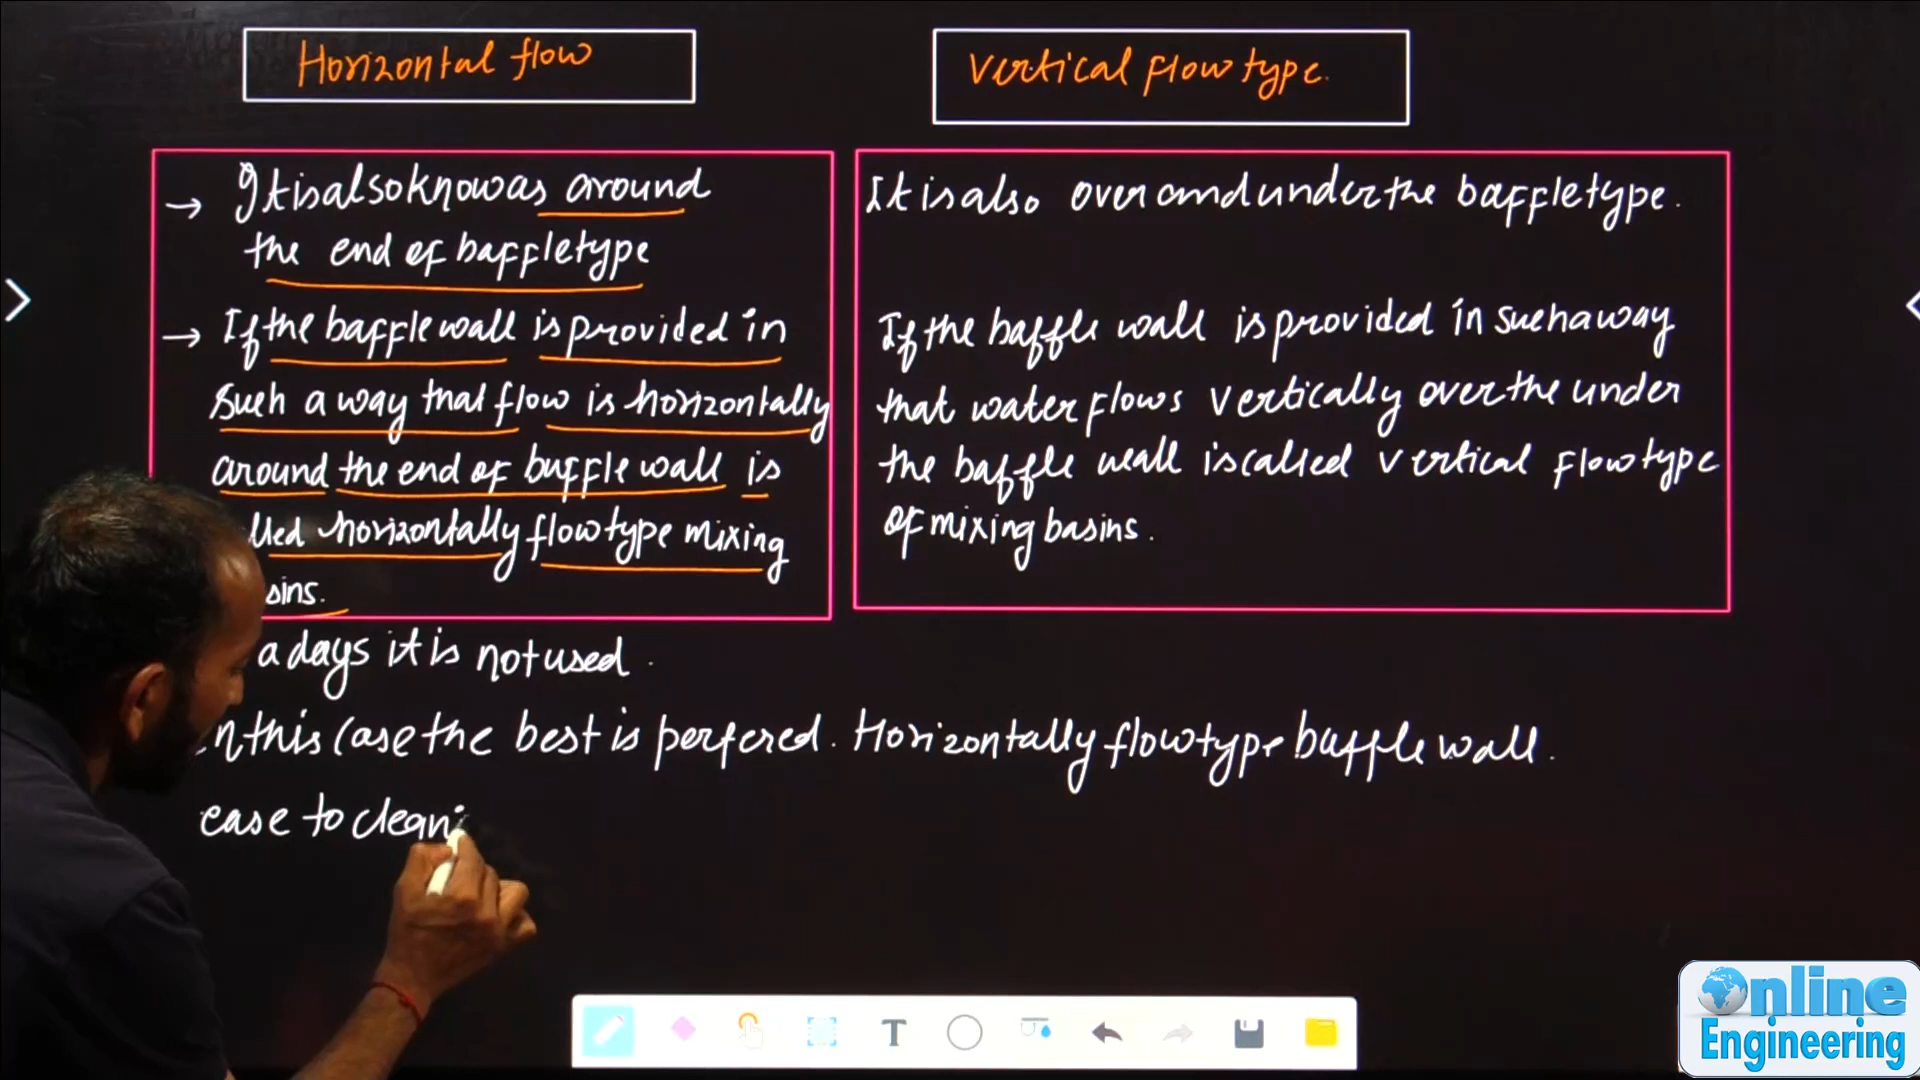 Horizontal flow
Vertical flow type.
→ It is also know as around
the end of baffle type
→ If the baffle wall is provided in
such a way that flow is horizontally
around the end of buffle wall is
horizontally flow type mixing
It is also over and under the baffle type.
If the baffle wall is provided in such a way
that water flows vertically over the under
the baffle wall is called vertical flow type
of mixing basins.
a days it is not used.
this case the best is perfered. Horizontally flow type buffle wall.
ease to cleani
T
Online
Engineering